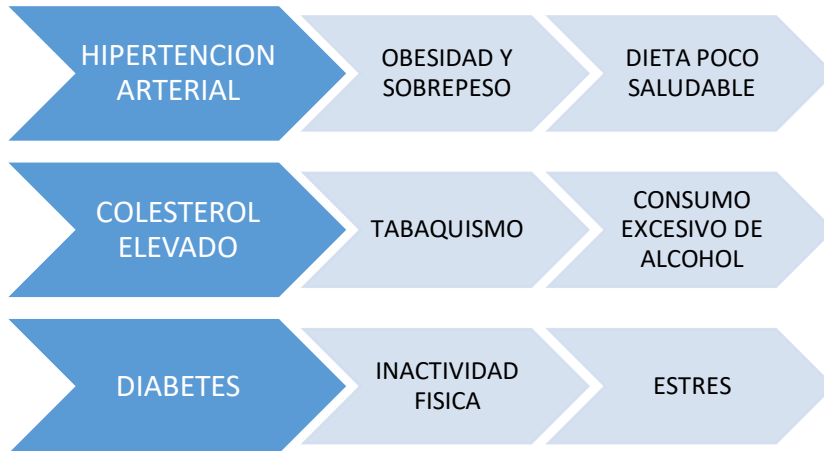 HIPERTENCION
ARTERIAL
OBESIDAD Y
SOBREPESO
DIETA POCO
SALUDABLE
COLESTEROL
ELEVADO
TABAQUISMO
CONSUMO
EXCESIVO DE
ALCOHOL
DIABETES
INACTIVIDAD
FISICA
ESTRES